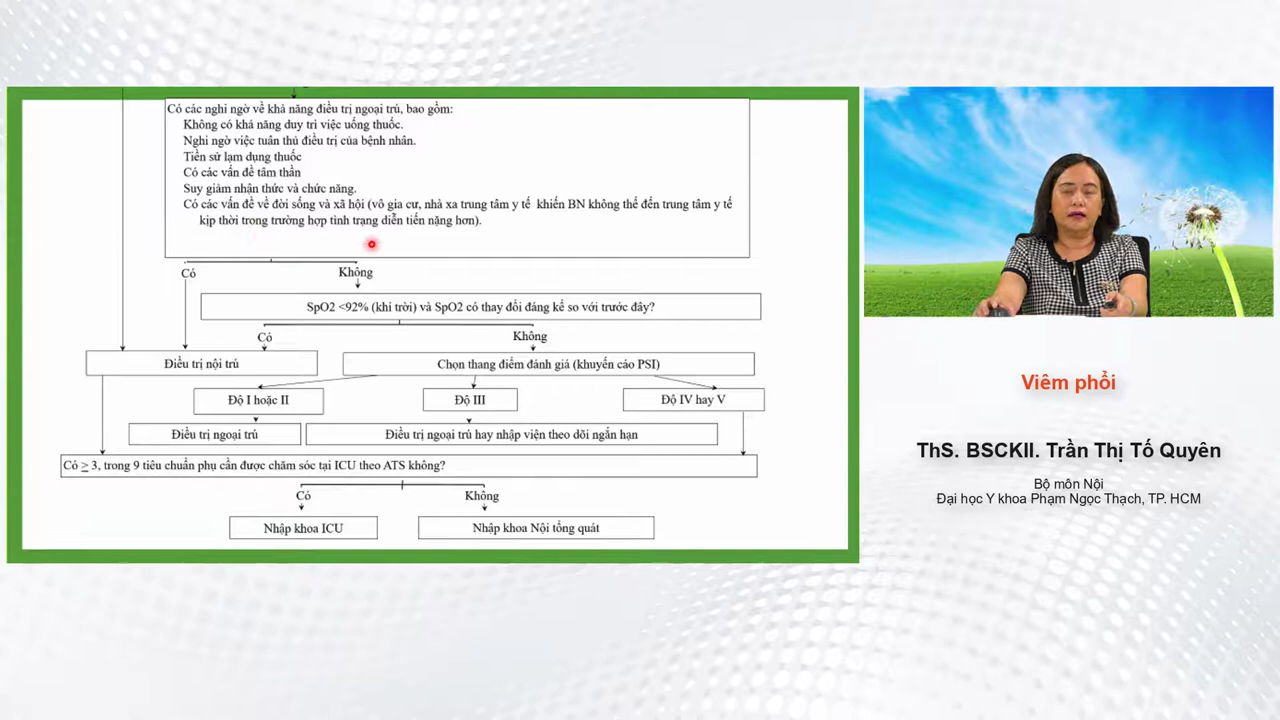 Có các nghi ngờ về khả năng điều trị ngoại trú, bao gồm:
Không có khả năng duy trì việc uống thuốc.
Nghi ngờ việc tuân thủ điều trị của bệnh nhân.
Tiền sử lạm dụng thuốc
Có các vấn đề tâm thần
Suy giảm nhận thức và chức năng.
Có các vấn đề về đời sống và xã hội (vô gia cư, nhà xa trung tâm y tế khiến BN không thể đến trung tâm y tế
kịp thời trong trường hợp tình trạng diễn tiến nặng hơn).
Có
Không
SpO2 <92% (khí trời) và SpO2 có thay đổi đáng kể so với trước đây?
Có
Không
Điều trị nội trú
Chọn thang điểm đánh giá (khuyến cáo PSI)
Độ I hoặc II
Độ III
Độ IV hay V
Điều trị ngoại trú
Điều trị ngoại trú hay nhập viện theo dõi ngắn hạn
Có ≥ 3, trong 9 tiêu chuẩn phụ cần được chăm sóc tại ICU theo ATS không?
Có
Không
Nhập khoa ICU
Nhập khoa Nội tổng quát
Viêm phổi
ThS. BSCKII. Trần Thị Tố Quyên
Bộ môn Nội
Đại học Y khoa Phạm Ngọc Thạch, TP. HCM